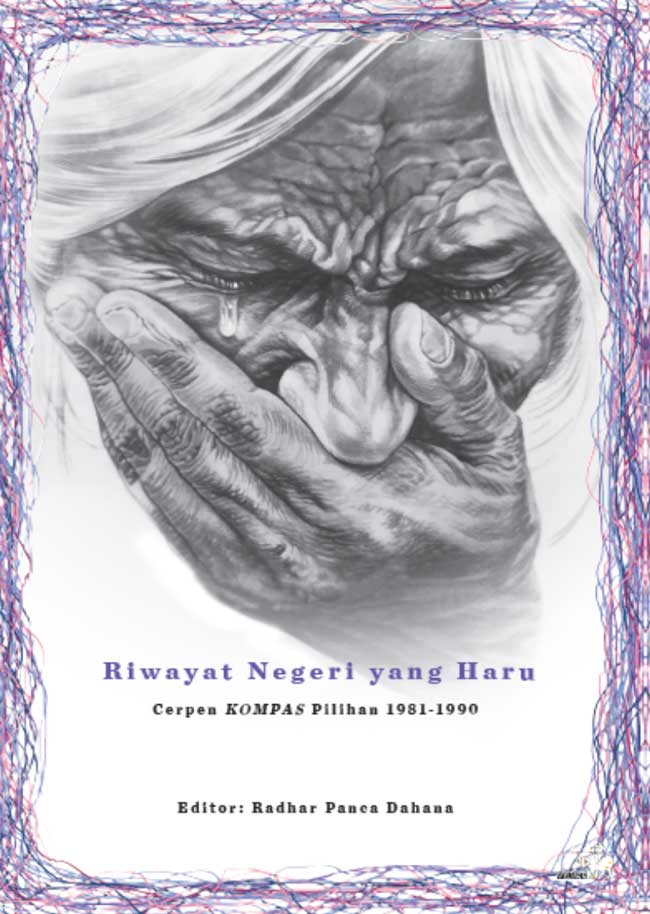 Riwayat Negeri yang Haru
Cerpen KOMPAS Pilihan 1981-1990
Editor: Radhar Panca Dahana